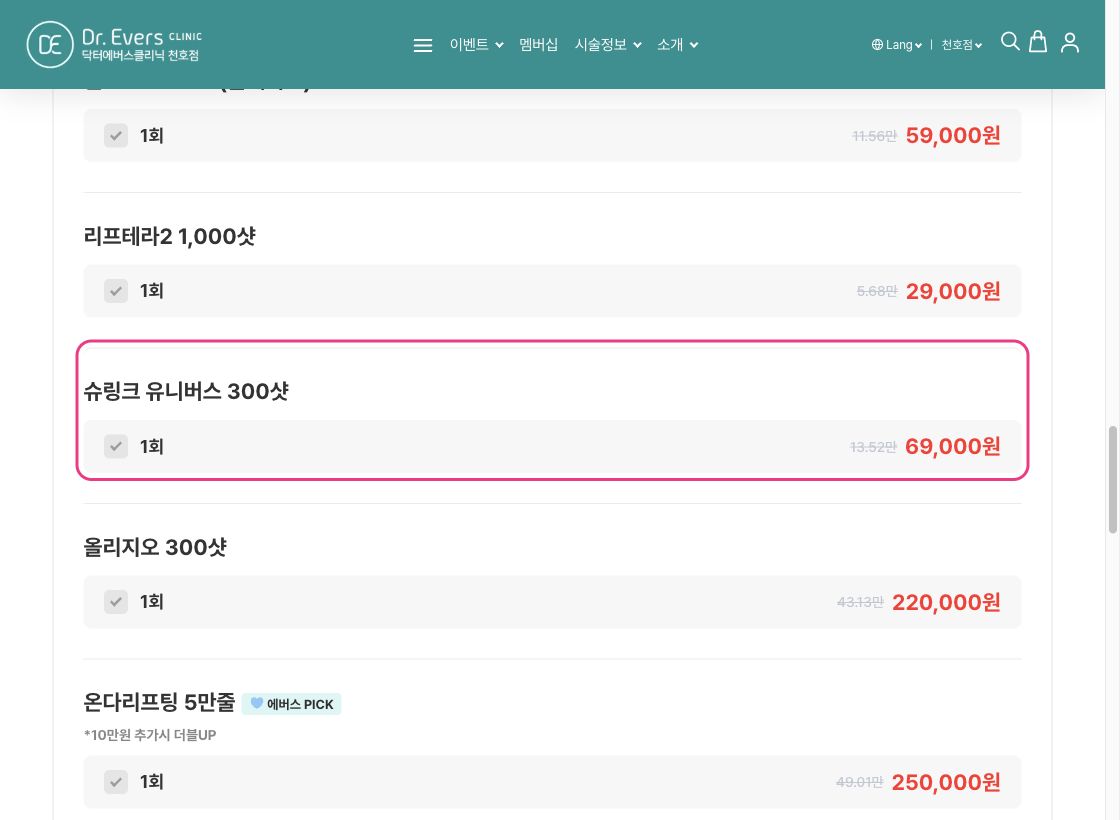 Dr. Evers CLINIC
닥터에버스클리닉 천호점
이벤트 멤버십 시술정보 소개
Lang | 천호점
1회 11.56만 59,000원
리프테라2 1,000샷
1회 5.68만 29,000원
슈링크 유니버스 300샷
1회 13.52만 69,000원
올리지오 300샷
1회 43.13만 220,000원
온다리프팅 5만줄 에버스 PICK
*10만원 추가시 더블UP
1회 49.01만 250,000원